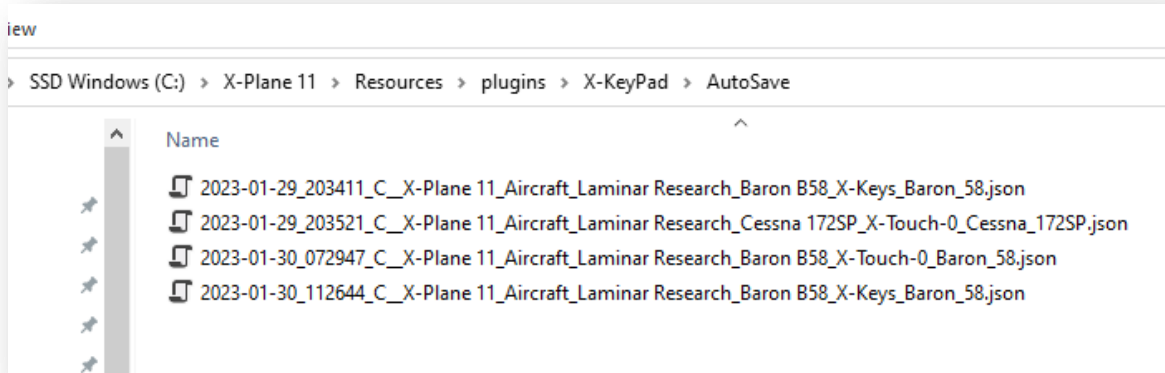 iew
SSD Windows (C:) > X-Plane 11 > Resources > plugins > X-KeyPad > AutoSave
Name
2023-01-29_203411_C__X-Plane 11_Aircraft_Laminar Research_Baron B58_X-Keys_Baron_58.json
2023-01-29_203521_C__X-Plane 11_Aircraft_Laminar Research_Cessna 172SP_X-Touch-0_Cessna_172SP.json
2023-01-30_072947_C__X-Plane 11_Aircraft_Laminar Research_Baron B58_X-Touch-0_Baron_58.json
2023-01-30_112644_C__X-Plane 11_Aircraft_Laminar Research_Baron B58_X-Keys_Baron_58.json